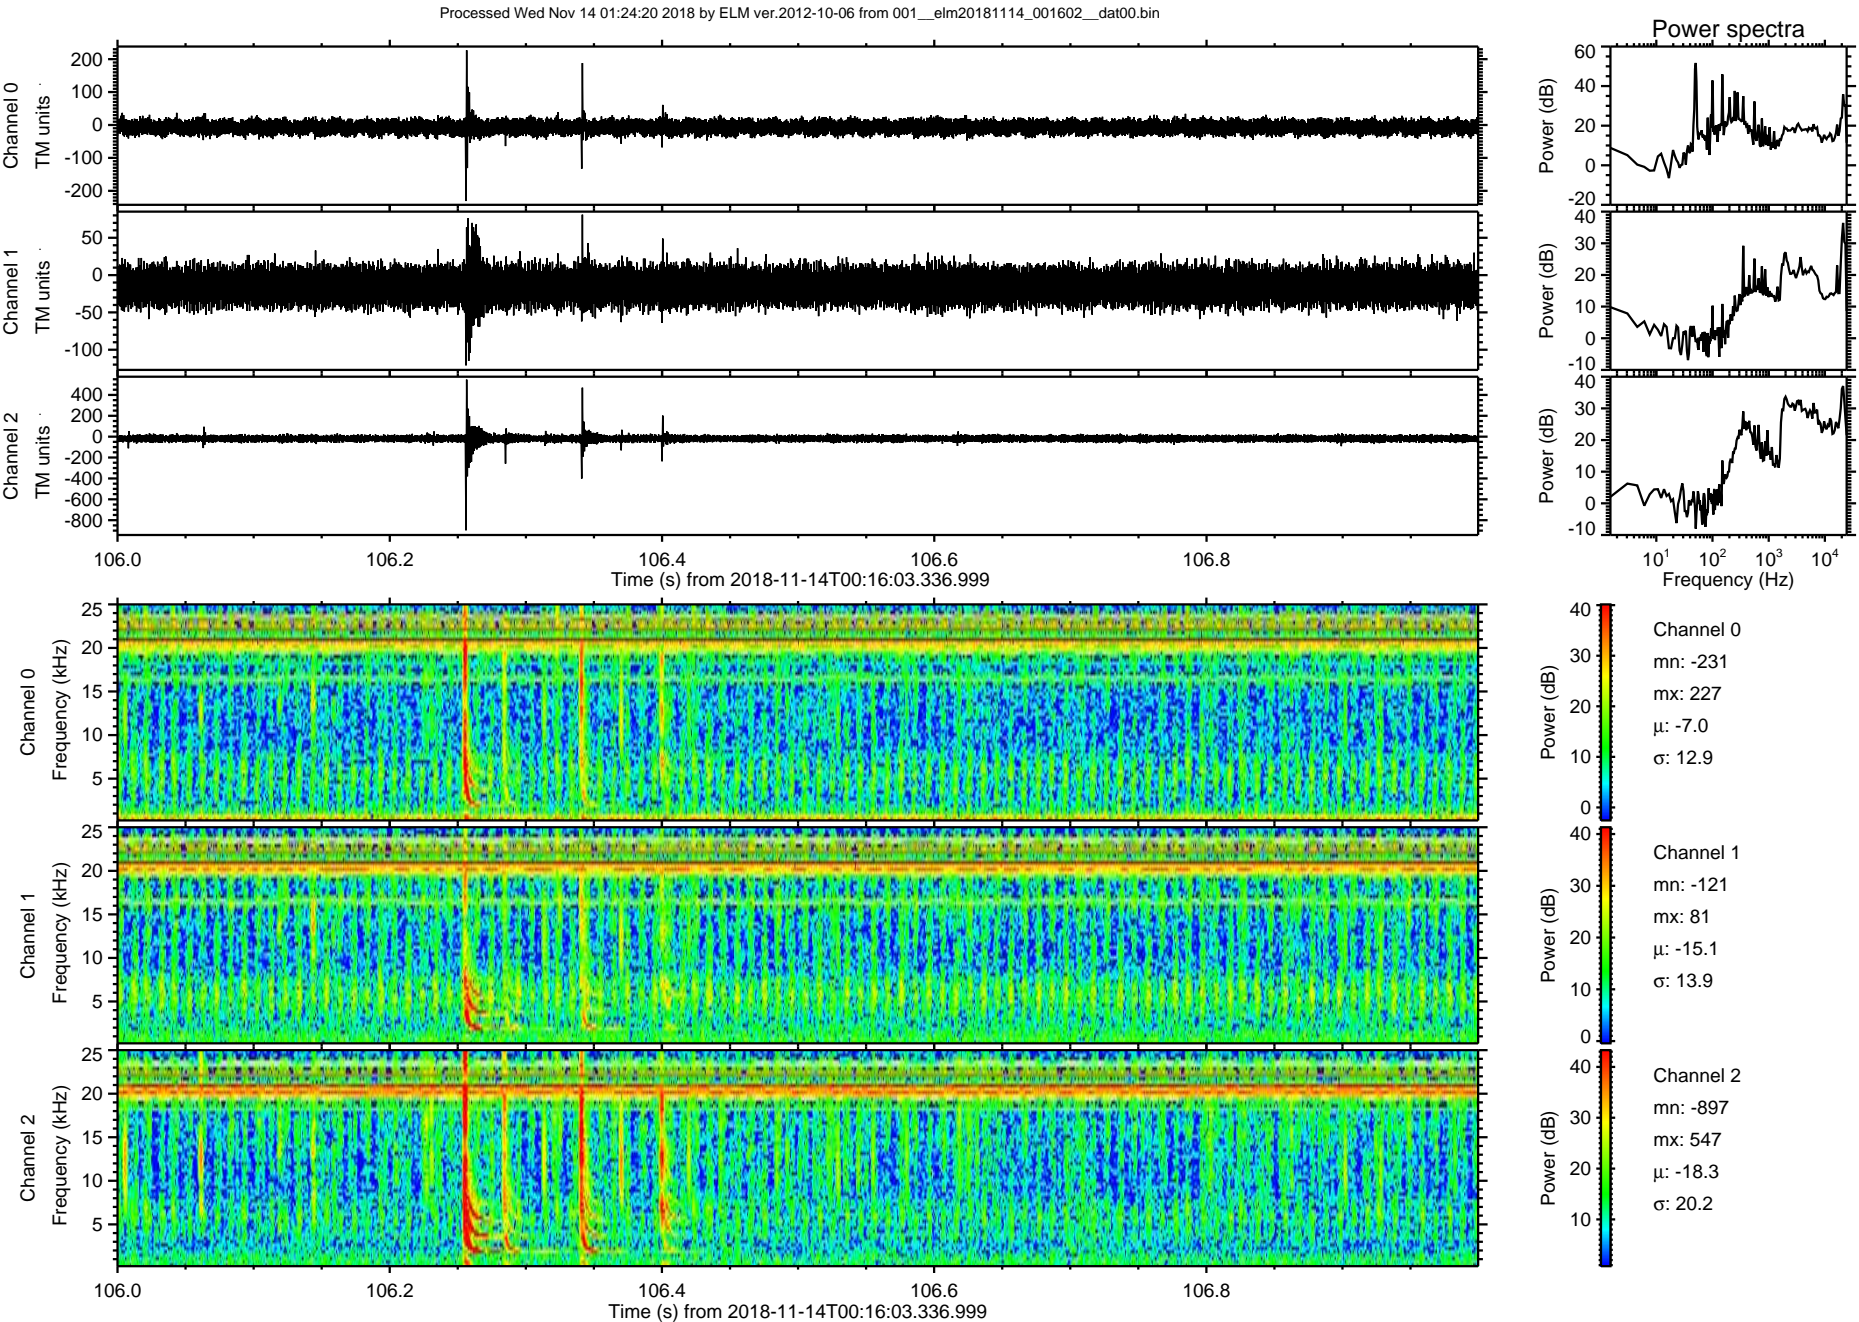 Processed Wed Nov 14 01:24:20 2018 by ELM ver.2012-10-06 from 001__elm20181114_001602__dat00.bin
Power spectra
Channel 0
TM units
200
100
0
-100
-200
Power (dB)
60
40
20
0
-20
Channel 1
TM units
50
0
-50
-100
Power (dB)
40
30
20
10
0
-10
Channel 2
TM units
400
200
0
-200
-400
-600
-800
Power (dB)
40
30
20
10
0
-10
106.0 106.2 106.4 106.6 106.8
Time (s) from 2018-11-14T00:16:03.336.999
10¹ 10² 10³ 10⁴
Frequency (Hz)
Channel 0
Frequency (kHz)
25
20
15
10
5
Power (dB)
40
30
20
10
0
Channel 0
mn: -231
mx: 227
μ: -7.0
σ: 12.9
Channel 1
Frequency (kHz)
25
20
15
10
5
Power (dB)
40
30
20
10
0
Channel 1
mn: -121
mx: 81
μ: -15.1
σ: 13.9
Channel 2
Frequency (kHz)
25
20
15
10
5
Power (dB)
40
30
20
10
Channel 2
mn: -897
mx: 547
μ: -18.3
σ: 20.2
106.0 106.2 106.4 106.6 106.8
Time (s) from 2018-11-14T00:16:03.336.999